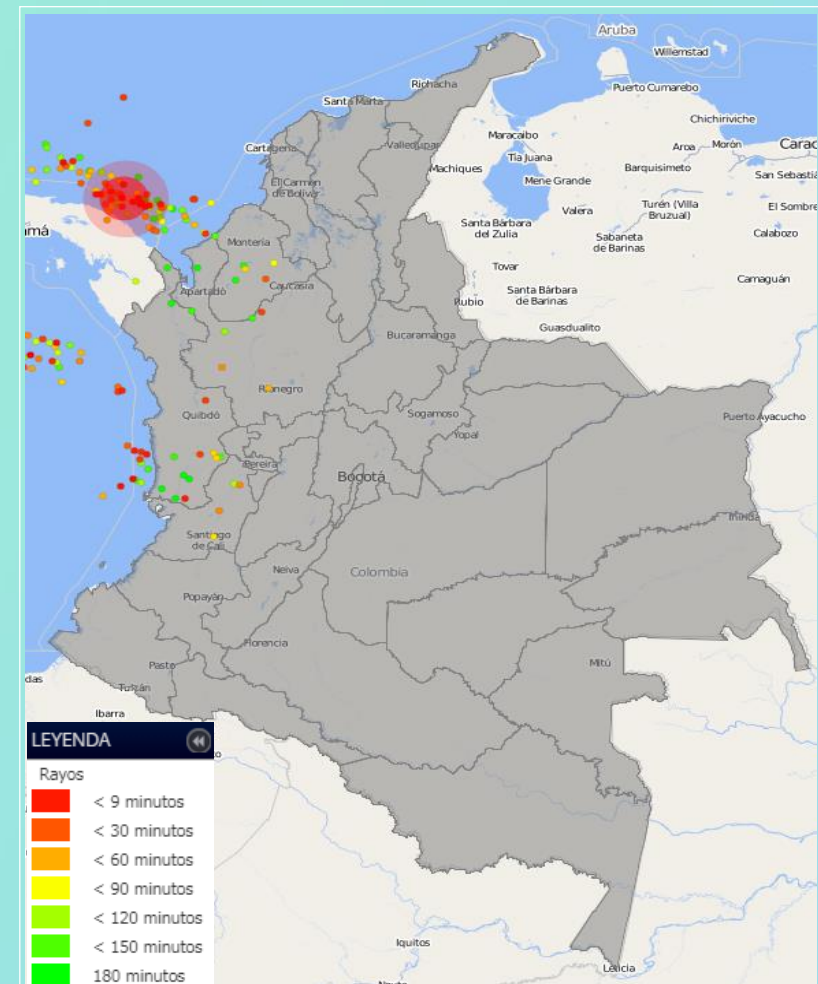 Aruba
Willemstad
Riohacha
Puerto Cumarebo
Santa Marta
Chichiriviche
Maracaibo
Cartagena
Valledupar
Aroa
Morón
Carac
Tia Juana
Machiques
Barquisimeto
San Sebastiá
El Carmen
de Bolívar
Mene Grande
Valera
Turén (Villa
Bruzual)
El Sombre
Santa Bárbara
del Zulia
má
Montería
Sabaneta
de Barinas
Calabozo
Tovar
Camaguán
Apartadó
Caucasia
Rubio
Santa Bárbara
de Barinas
Guasdualito
Bucaramanga
Rionegro
Quibdó
Sogamoso
Puerto Ayacucho
Yopal
Pereira
Bogotá
Inírida
Santiago
de Cali
Neiva
Colombia
Popayán
Florencia
Mitú
Pasto
das
Ibarra
LEYENDA
Rayos
< 9 minutos
< 30 minutos
< 60 minutos
< 90 minutos
< 120 minutos
< 150 minutos
180 minutos
Iquitos
Leticia